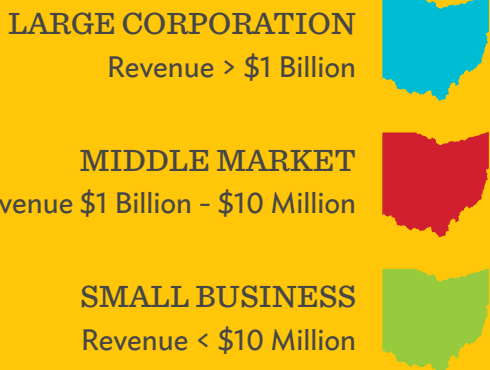 LARGE CORPORATION
Revenue > $1 Billion
MIDDLE MARKET
venue $1 Billion - $10 Million
SMALL BUSINESS
Revenue < $10 Million